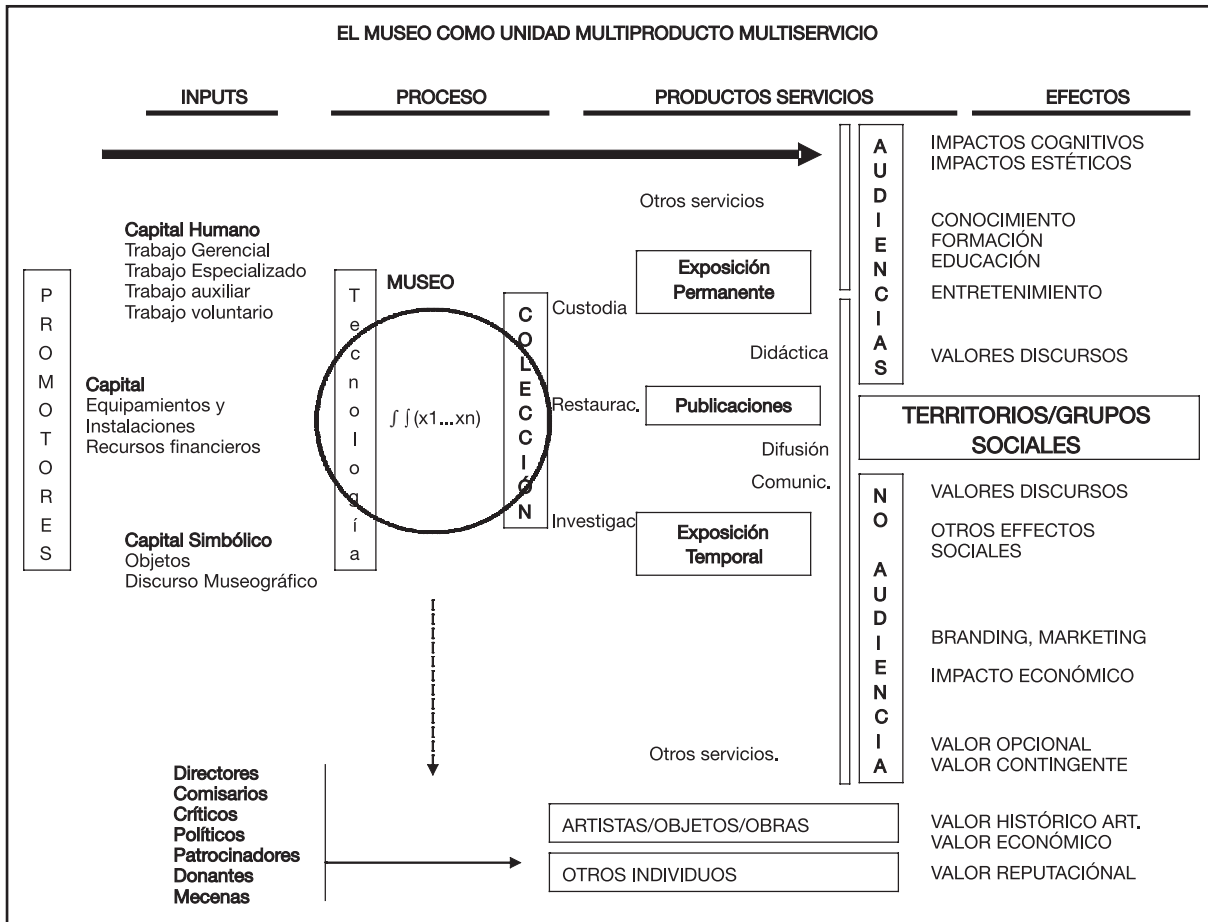 EL MUSEO COMO UNIDAD MULTIPRODUCTO MULTISERVICIO
INPUTS
PROCESO
PRODUCTOS SERVICIOS
EFECTOS
PROMOTORES
Capital Humano
Trabajo Gerencial
Trabajo Especializado
Trabajo auxiliar
Trabajo voluntario
Capital
Equipamientos y
Instalaciones
Recursos financieros
Capital Simbólico
Objetos
Discurso Museográfico
Tecnología
MUSEO
∫ ∫ (x1...xn)
COLECCIÓN
Otros servicios
Custodia
Exposición
Permanente
Didáctica
Restaurac.
Publicaciones
Difusión
Comunic.
Investigac
Exposición
Temporal
Otros servicios.
AUDIENCIAS
IMPACTOS COGNITIVOS
IMPACTOS ESTÉTICOS
CONOCIMIENTO
FORMACIÓN
EDUCACIÓN
ENTRETENIMIENTO
VALORES DISCURSOS
TERRITORIOS/GRUPOS
SOCIALES
NO AUDIENCIA
VALORES DISCURSOS
OTROS EFFECTOS
SOCIALES
BRANDING, MARKETING
IMPACTO ECONÓMICO
VALOR OPCIONAL
VALOR CONTINGENTE
Directores
Comisarios
Críticos
Políticos
Patrocinadores
Donantes
Mecenas
ARTISTAS/OBJETOS/OBRAS
OTROS INDIVIDUOS
VALOR HISTÓRICO ART.
VALOR ECONÓMICO
VALOR REPUTACIÓNAL